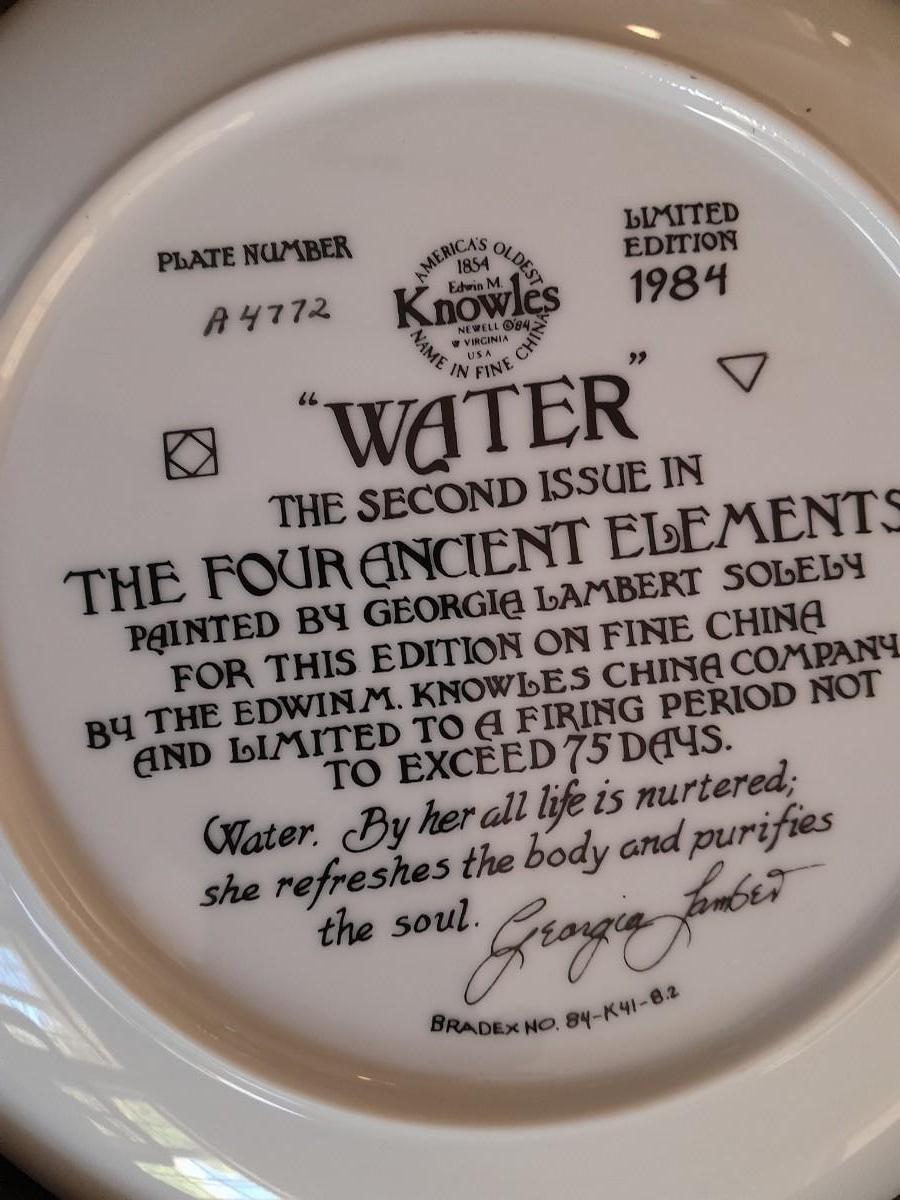 PLATE NUMBER
A4772
AMERICA'S OLDEST
1854
Edwin M.
Knowles
NEWELL ©'84
W VIRGINIA
USA
NAME IN FINE CHINA
LIMITED
EDITION
1984
“WATER”
THE SECOND ISSUE IN
THE FOUR ANCIENT ELEMENTS
PAINTED BY GEORGIA LAMBERT SOLELY
FOR THIS EDITION ON FINE CHINA
BY THE EDWIN M. KNOWLES CHINA COMPANY
AND LIMITED TO A FIRING PERIOD NOT
TO EXCEED 75 DAYS.
Water. By her all life is nurtered;
she refreshes the body and purifies
the soul.
Georgia Lambert
BRADEX NO. 84-K41-8.2